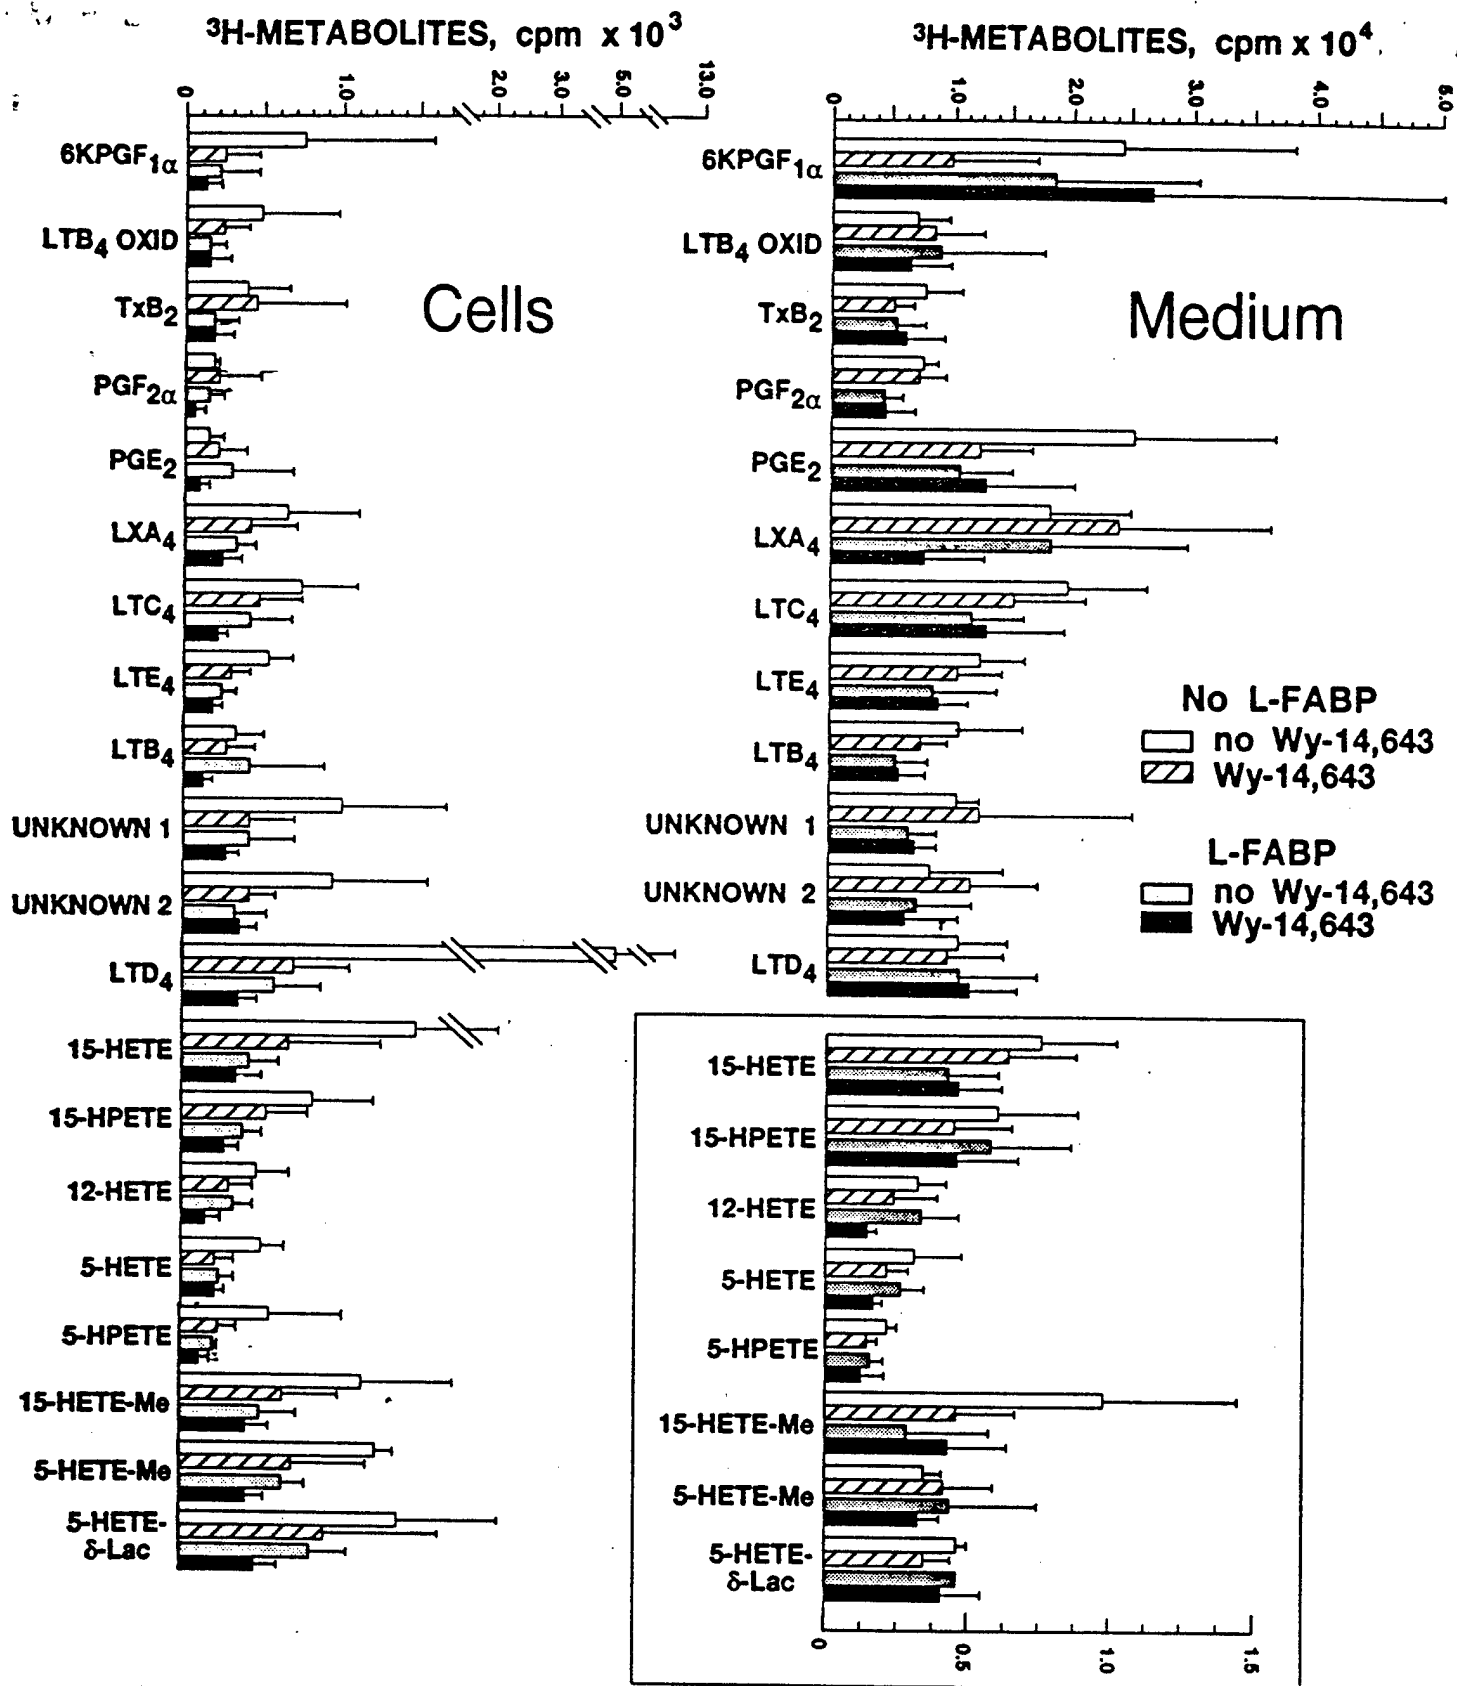 ³H-METABOLITES, cpm x 10³
0 1.0 2.0 3.0 5.0 13.0
Cells
6KPGF1α
LTB4 OXID
TxB2
PGF2α
PGE2
LXA4
LTC4
LTE4
LTB4
UNKNOWN 1
UNKNOWN 2
LTD4
15-HETE
15-HPETE
12-HETE
5-HETE
5-HPETE
15-HETE-Me
5-HETE-Me
5-HETE-
δ-Lac
³H-METABOLITES, cpm x 10⁴
0 1.0 2.0 3.0 4.0 5.0
Medium
6KPGF1α
LTB4 OXID
TxB2
PGF2α
PGE2
LXA4
LTC4
LTE4
LTB4
UNKNOWN 1
UNKNOWN 2
LTD4
No L-FABP
no Wy-14,643
Wy-14,643
L-FABP
no Wy-14,643
Wy-14,643
15-HETE
15-HPETE
12-HETE
5-HETE
5-HPETE
15-HETE-Me
5-HETE-Me
5-HETE-
δ-Lac
0 0.5 1.0 1.5